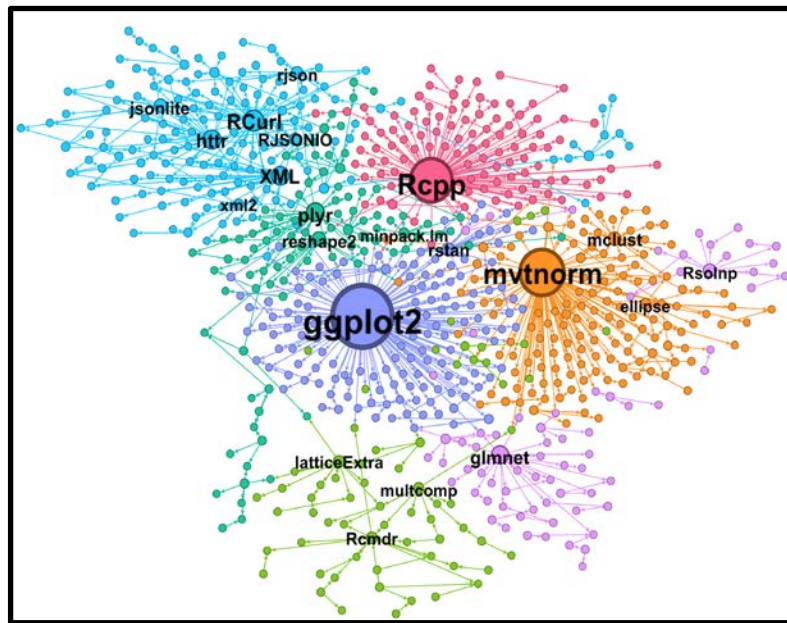 rjson
jsonlite
RCurl
httr
RJSONIO
XML
Rcpp
xml2
plyr
reshape2
minpack.lm
rstan
mclust
mvtnorm
Rsolnp
ellipse
ggplot2
latticeExtra
glmnet
multcomp
Rcmdr